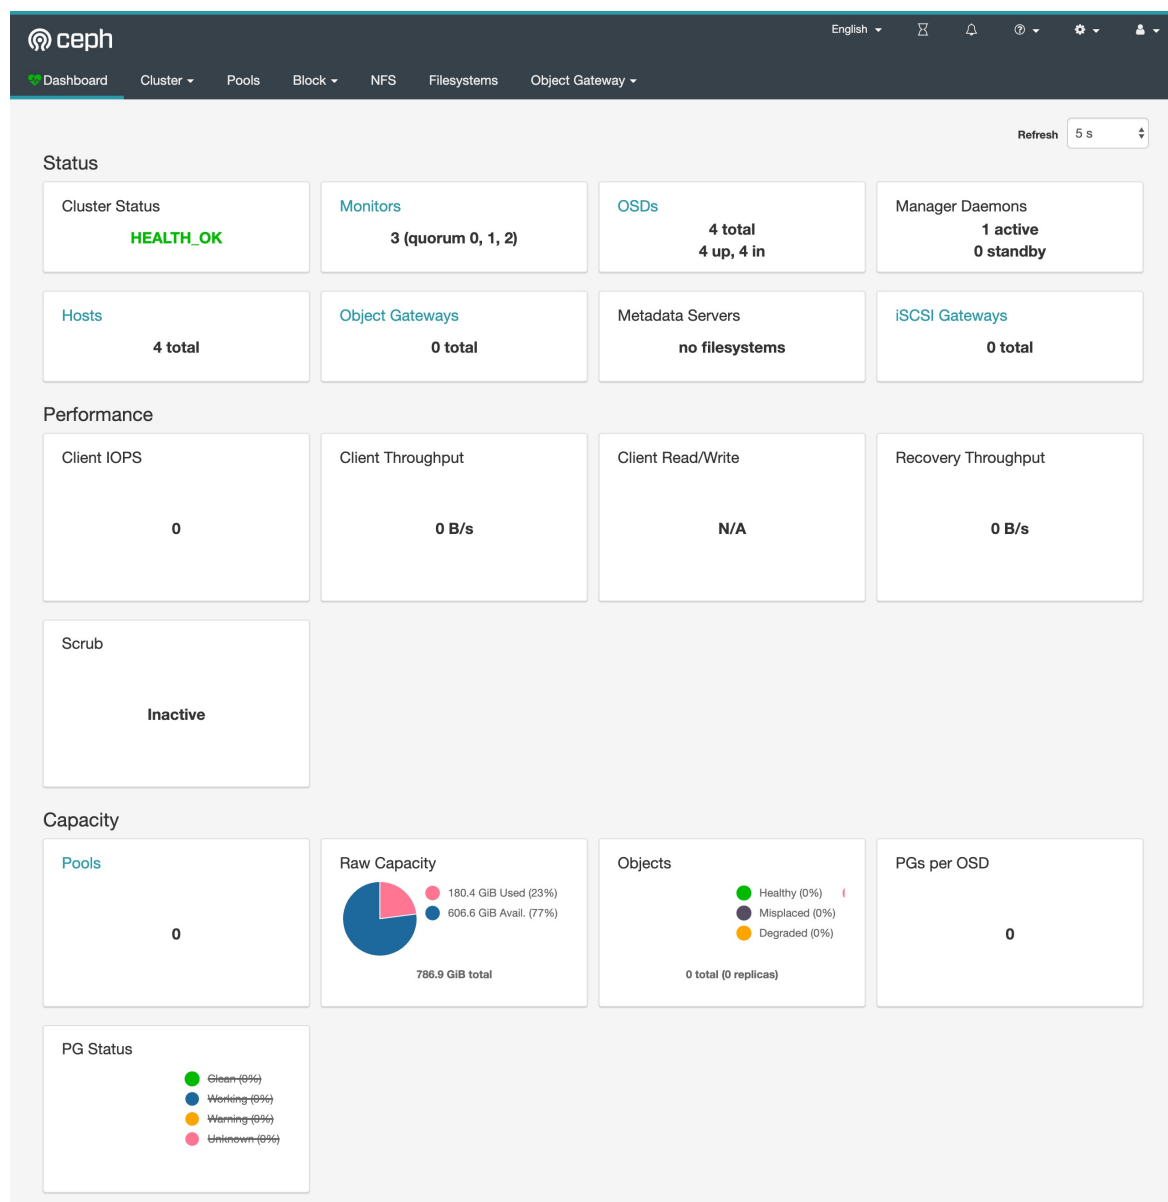 ceph
English
Dashboard Cluster Pools Block NFS Filesystems Object Gateway
Refresh 5 s
Status
Cluster Status
HEALTH_OK
Monitors
3 (quorum 0, 1, 2)
OSDs
4 total
4 up, 4 in
Manager Daemons
1 active
0 standby
Hosts
4 total
Object Gateways
0 total
Metadata Servers
no filesystems
iSCSI Gateways
0 total
Performance
Client IOPS
0
Client Throughput
0 B/s
Client Read/Write
N/A
Recovery Throughput
0 B/s
Scrub
Inactive
Capacity
Pools
0
Raw Capacity
180.4 GiB Used (23%)
606.6 GiB Avail. (77%)
786.9 GiB total
Objects
Healthy (0%)
Misplaced (0%)
Degraded (0%)
0 total (0 replicas)
PGs per OSD
0
PG Status
Clean (0%)
Working (0%)
Warning (0%)
Unknown (0%)